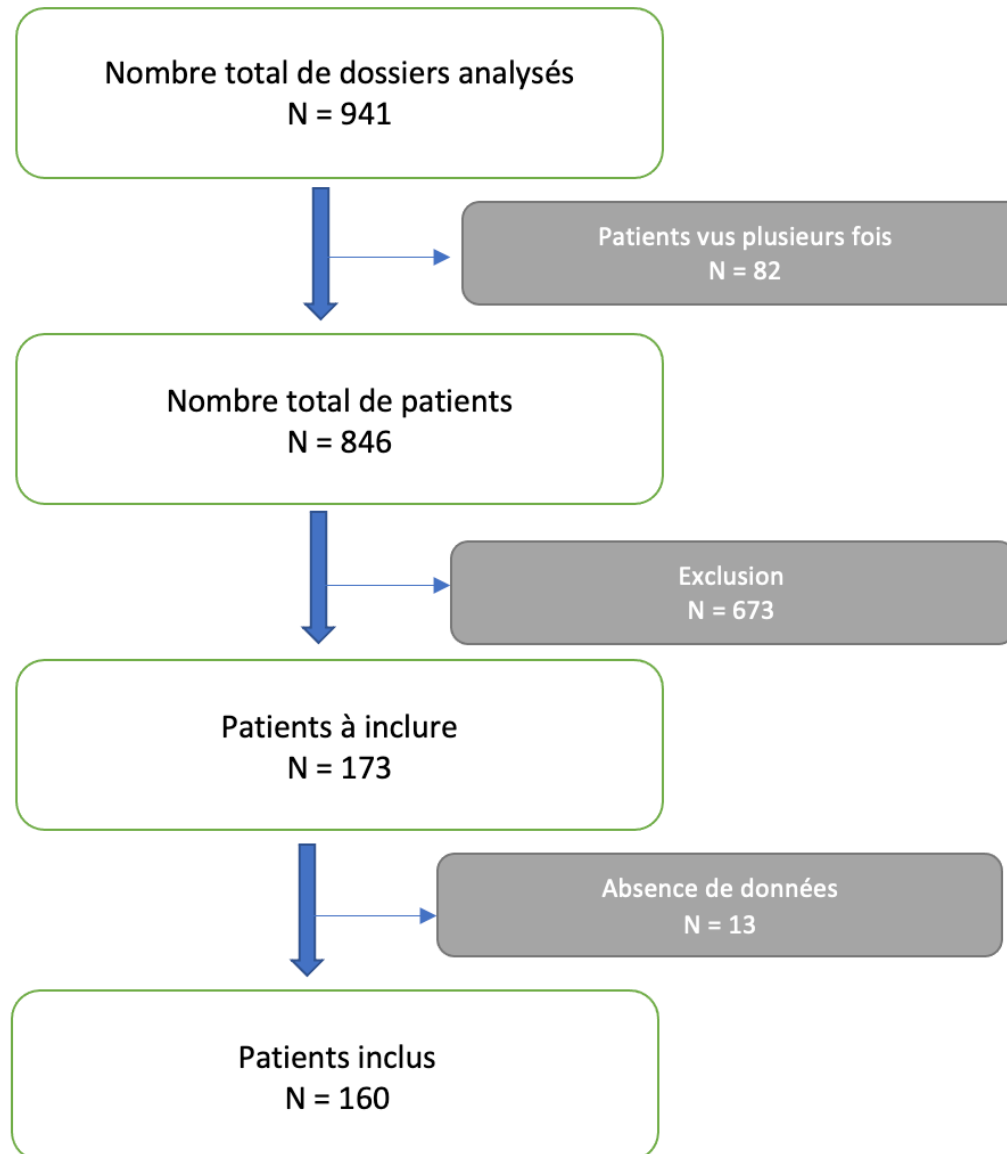 Nombre total de dossiers analysés
N = 941
Patients vus plusieurs fois
N = 82
Nombre total de patients
N = 846
Exclusion
N = 673
Patients à inclure
N = 173
Absence de données
N = 13
Patients inclus
N = 160